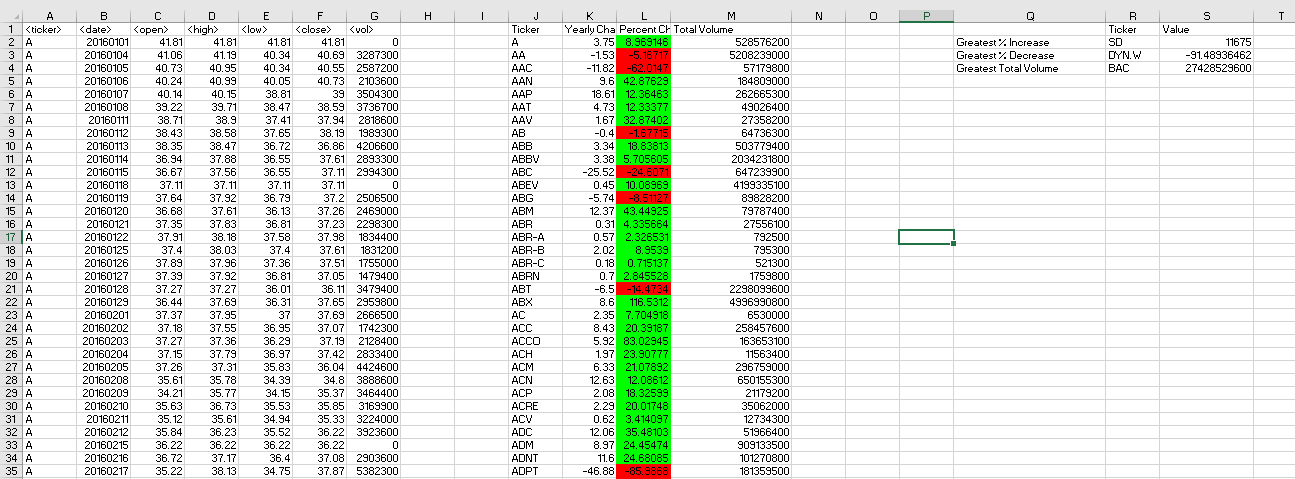 A B C D E F G H I J K L M N O P Q R S T
1 <ticker> <date> <open> <high> <low> <close> <vol> Ticker Yearly Cha Percent Ch Total Volume Ticker Value
2 A 20160101 41.81 41.81 41.81 41.81 0 A 3.75 8.969146 528576200 Greatest % Increase SD 11675
3 A 20160104 41.06 41.19 40.34 40.69 3287300 AA -1.53 -5.16717 5208239000 Greatest % Decrease DYN.W -91.48936462
4 A 20160105 40.73 40.95 40.34 40.55 2587200 AAC -11.82 -62.0147 57179800 Greatest Total Volume BAC 27428529600
5 A 20160106 40.24 40.99 40.05 40.73 2103600 AAN 9.6 42.87629 184809000
6 A 20160107 40.14 40.15 38.81 39 3504300 AAP 18.61 12.36463 262665300
7 A 20160108 39.22 39.71 38.47 38.59 3736700 AAT 4.73 12.33377 49026400
8 A 20160111 38.71 38.9 37.41 37.94 2818600 AAV 1.67 32.87402 27358200
9 A 20160112 38.43 38.58 37.65 38.19 1989300 AB -0.4 -1.67715 64736300
10 A 20160113 38.35 38.47 36.72 36.86 4206600 ABB 3.34 18.83813 503779400
11 A 20160114 36.94 37.88 36.55 37.61 2893300 ABBV 3.38 5.705605 2034231800
12 A 20160115 36.67 37.56 36.55 37.11 2994300 ABC -25.52 -24.6071 647239900
13 A 20160118 37.11 37.11 37.11 37.11 0 ABEV 0.45 10.08969 4199335100
14 A 20160119 37.64 37.92 36.79 37.2 2506500 ABG -5.74 -8.51127 89828200
15 A 20160120 36.68 37.61 36.13 37.26 2469000 ABM 12.37 43.44925 79787400
16 A 20160121 37.35 37.83 36.81 37.23 2298300 ABR 0.31 4.335664 27556100
17 A 20160122 37.91 38.18 37.58 37.98 1834400 ABR-A 0.57 2.326531 792500
18 A 20160125 37.4 38.03 37.4 37.61 1831200 ABR-B 2.02 8.9539 795300
19 A 20160126 37.89 37.96 37.36 37.51 1755000 ABR-C 0.18 0.715137 521300
20 A 20160127 37.39 37.92 36.81 37.05 1479400 ABRN 0.7 2.845528 1759800
21 A 20160128 37.27 37.27 36.01 36.11 3479400 ABT -6.5 -14.4734 2298099600
22 A 20160129 36.44 37.69 36.31 37.65 2959800 ABX 8.6 116.5312 4996990800
23 A 20160201 37.37 37.95 37 37.69 2666500 AC 2.35 7.704918 6530000
24 A 20160202 37.18 37.55 36.95 37.07 1742300 ACC 8.43 20.39187 258457600
25 A 20160203 37.27 37.36 36.29 37.19 2128400 ACCO 5.92 83.02945 163653100
26 A 20160204 37.15 37.79 36.97 37.42 2833400 ACH 1.97 23.90777 11563400
27 A 20160205 37.26 37.31 35.83 36.04 4424600 ACM 6.33 21.07892 296759000
28 A 20160208 35.61 35.78 34.39 34.8 3888600 ACN 12.63 12.08612 650155300
29 A 20160209 34.21 35.77 34.15 35.37 3464400 ACP 2.08 18.32599 21179200
30 A 20160210 35.63 36.73 35.53 35.85 3169900 ACRE 2.29 20.01748 35062000
31 A 20160211 35.12 35.61 34.94 35.33 3224000 ACV 0.62 3.414097 12734300
32 A 20160212 35.84 36.23 35.52 36.22 3923600 ADC 12.06 35.48103 51966400
33 A 20160215 36.22 36.22 36.22 36.22 0 ADM 8.97 24.45474 909133500
34 A 20160216 36.72 37.17 36.4 37.08 2903600 ADNT 11.6 24.68085 101270800
35 A 20160217 35.22 38.13 34.75 37.87 5382300 ADPT -46.88 -85.9866 181359500